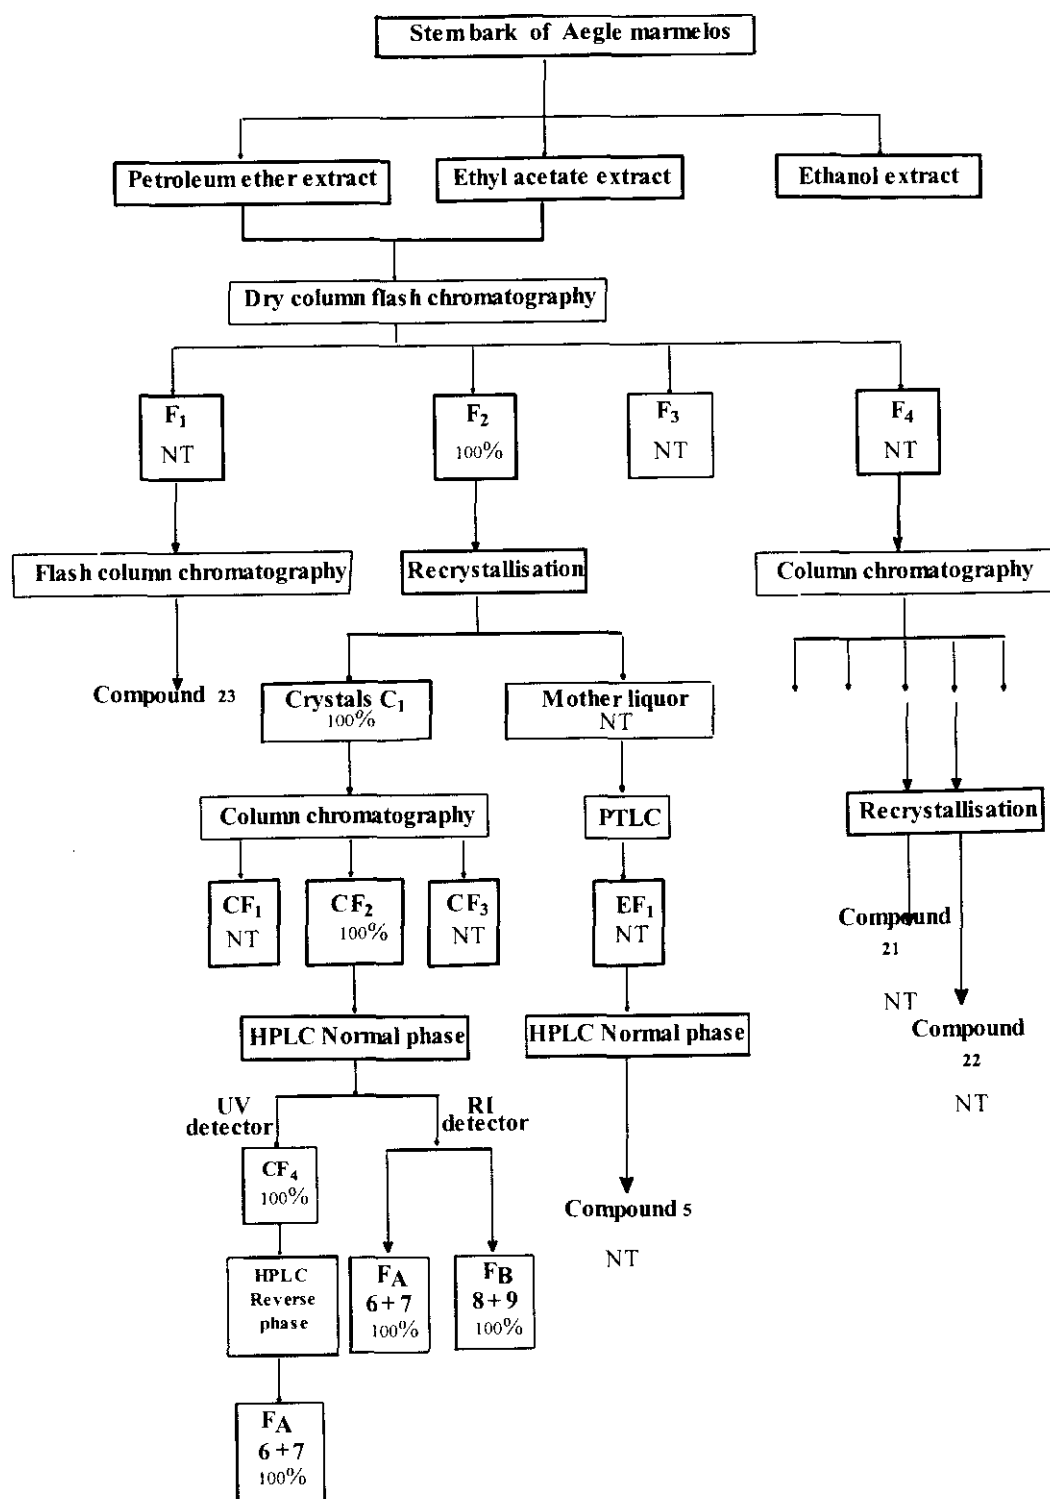 Stembark of Aegle marmelos
Petroleum ether extract
Ethyl acetate extract
Ethanol extract
Dry column flash chromatography
F1
NT
F2
100%
F3
NT
F4
NT
Flash column chromatography
Recrystallisation
Column chromatography
Compound 23
Crystals C1
100%
Mother liquor
NT
Column chromatography
PTLC
Recrystallisation
CF1
NT
CF2
100%
CF3
NT
EF1
NT
Compound
21
NT
HPLC Normal phase
HPLC Normal phase
Compound
22
NT
UV
detector
RI
detector
CF4
100%
Compound 5
NT
HPLC
Reverse
phase
FA
6+7
100%
FB
8+9
100%
FA
6+7
100%